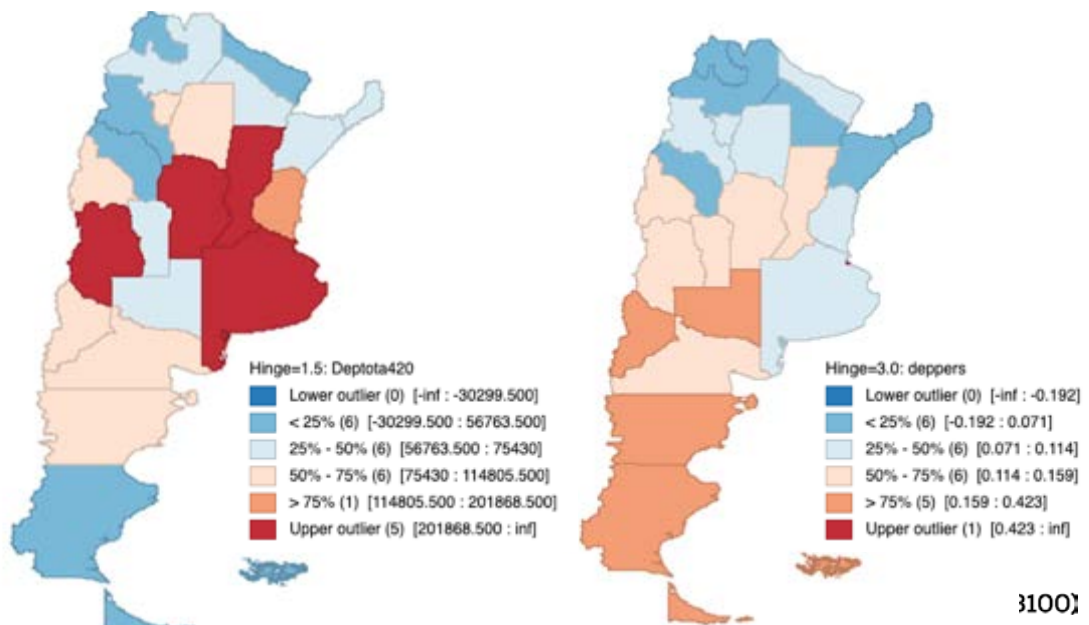 Hinge=1.5: Deptota420
Lower outlier (0) [-inf : -30299.500]
< 25% (6) [-30299.500 : 56763.500]
25% - 50% (6) [56763.500 : 75430]
50% - 75% (6) [75430 : 114805.500]
> 75% (1) [114805.500 : 201868.500]
Upper outlier (5) [201868.500 : inf]
Hinge=3.0: deppers
Lower outlier (0) [-inf : -0.192]
< 25% (6) [-0.192 : 0.071]
25% - 50% (6) [0.071 : 0.114]
50% - 75% (6) [0.114 : 0.159]
> 75% (5) [0.159 : 0.423]
Upper outlier (1) [0.423 : inf]
3100)